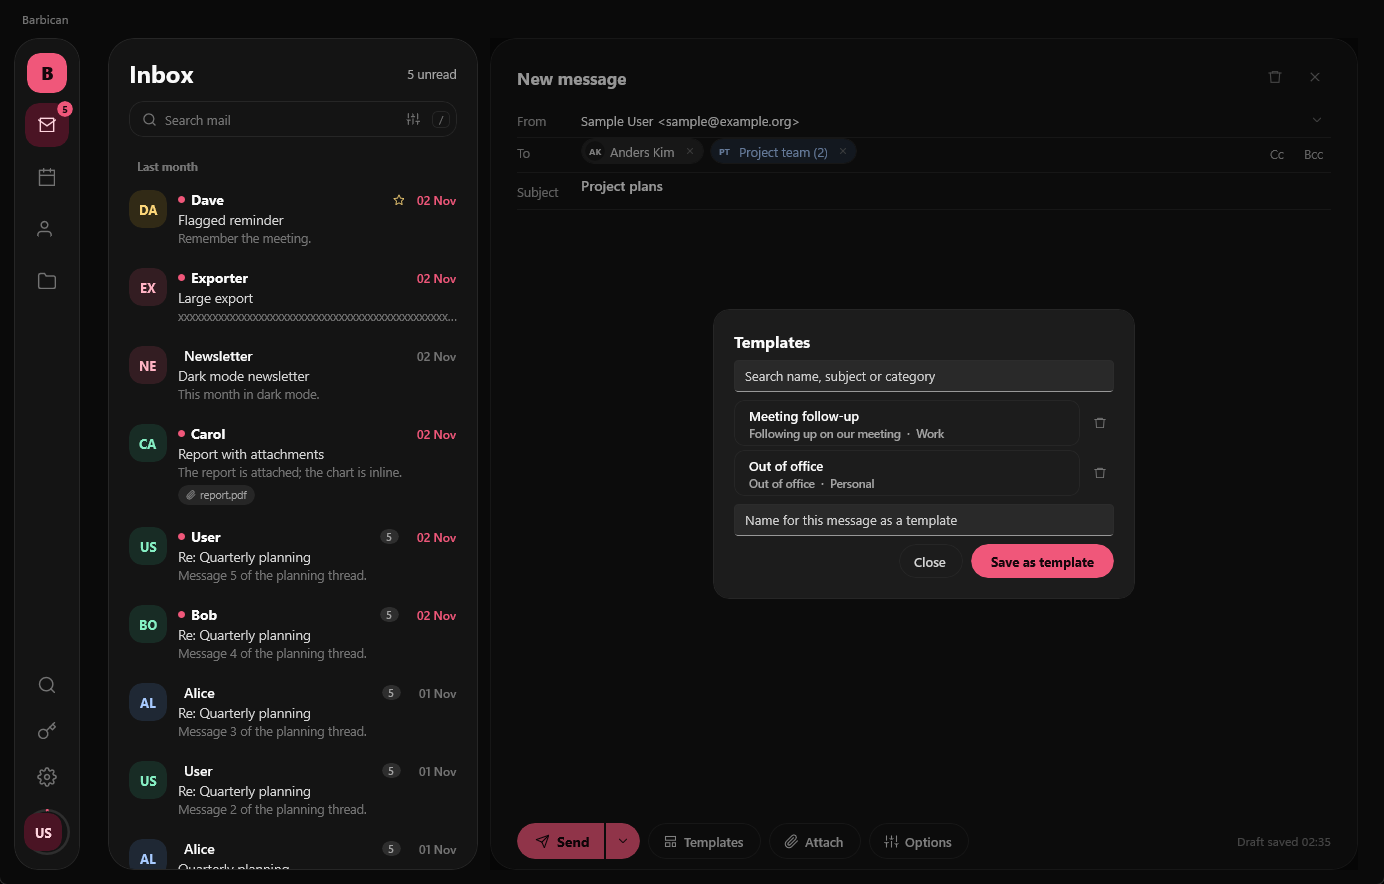 Barbican
B
5
Inbox
5 unread
Search mail
/
Last month
DA
Dave
02 Nov
Flagged reminder
Remember the meeting.
EX
Exporter
02 Nov
Large export
NE
Newsletter
02 Nov
Dark mode newsletter
This month in dark mode.
CA
Carol
02 Nov
Report with attachments
The report is attached; the chart is inline.
report.pdf
US
User
5
02 Nov
Re: Quarterly planning
Message 5 of the planning thread.
BO
Bob
5
02 Nov
Re: Quarterly planning
Message 4 of the planning thread.
AL
Alice
5
01 Nov
Re: Quarterly planning
Message 3 of the planning thread.
US
User
5
01 Nov
Re: Quarterly planning
Message 2 of the planning thread.
AL
Alice
5
01 Nov
Quarterly planning
US
New message
From
Sample User <sample@example.org>
To
AK Anders Kim ×
PT Project team (2) ×
Cc
Bcc
Subject
Project plans
Templates
Search name, subject or category
Meeting follow-up
Following up on our meeting · Work
Out of office
Out of office · Personal
Name for this message as a template
Close
Save as template
Send
Templates
Attach
Options
Draft saved 02:35